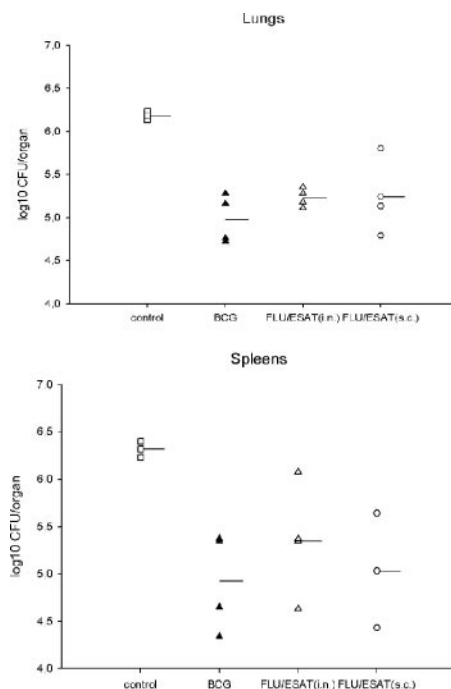 Lungs
7,0
6,5
6,0
5,5
5,0
4,5
4,0
log10 CFU/organ
control BCG FLU/ESAT(i.n.) FLU/ESAT(s.c.)
Spleens
7.0
6.5
6.0
5.5
5.0
4.5
4.0
log10 CFU/organ
control BCG FLU/ESAT(i.n.) FLU/ESAT(s.c.)